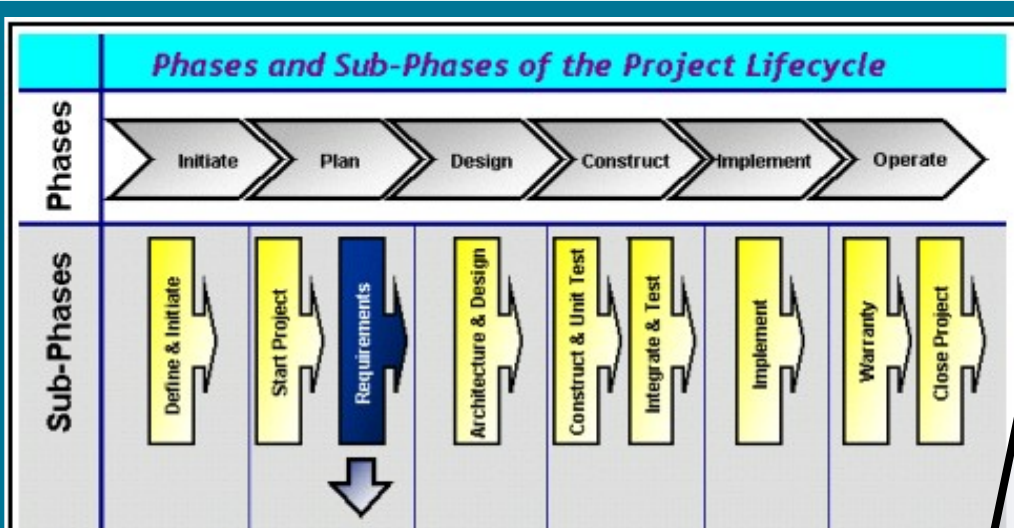 Phases and Sub-Phases of the Project Lifecycle
Phases
Initiate
Plan
Design
Construct
Implement
Operate
Sub-Phases
Define & Initiate
Start Project
Requirements
Architecture & Design
Construct & Unit Test
Integrate & Test
Implement
Warranty
Close Project